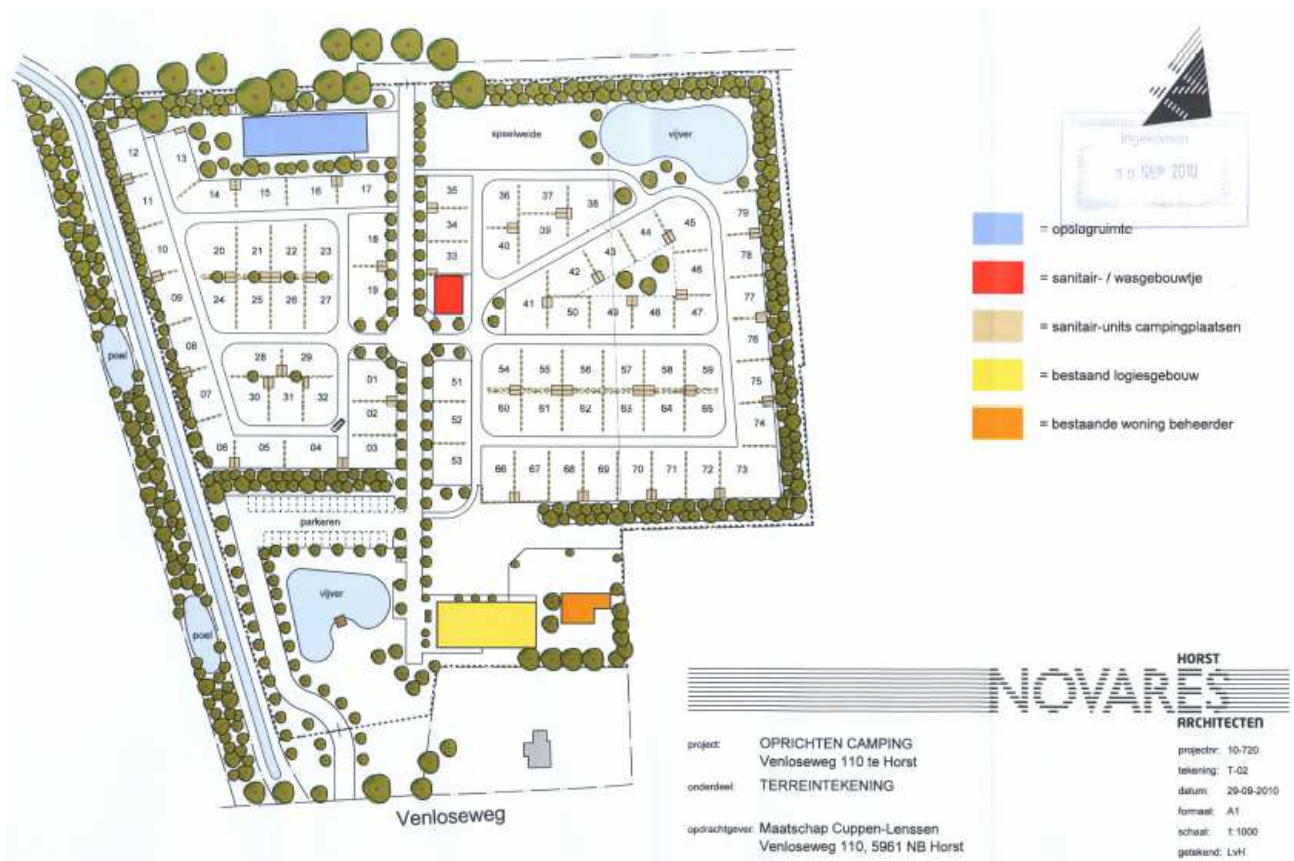 spoelweide
vijver
12
13
11
14
15
16
17
35
36
37
38
34
39
40
33
18
19
10
20
21
22
23
24
25
26
27
09
08
07
28
29
30
31
32
01
02
03
06
05
04
45
44
43
42
41
46
47
48
49
50
79
78
77
76
75
74
51
52
53
54
55
56
57
58
59
60
61
62
63
64
65
66
67
68
69
70
71
72
73
poel
parkeren
vijver
poel
Venloseweg
Ingekomen
30 SEP 2010
= opslagruimte
= sanitair- / wasgebouwtje
= sanitair-units campingplaatsen
= bestaand logiesgebouw
= bestaande woning beheerder
HORST
NOVARES
ARCHITECTEN
project: OPRICHTEN CAMPING
Venloseweg 110 te Horst
onderdeel: TERREINTEKENING
opdrachtgever: Maatschap Cuppen-Lenssen
Venloseweg 110, 5961 NB Horst
projectnr: 10-720
tekening: T-02
datum: 29-09-2010
formaat: A1
schaal: 1:1000
getekend: LvH